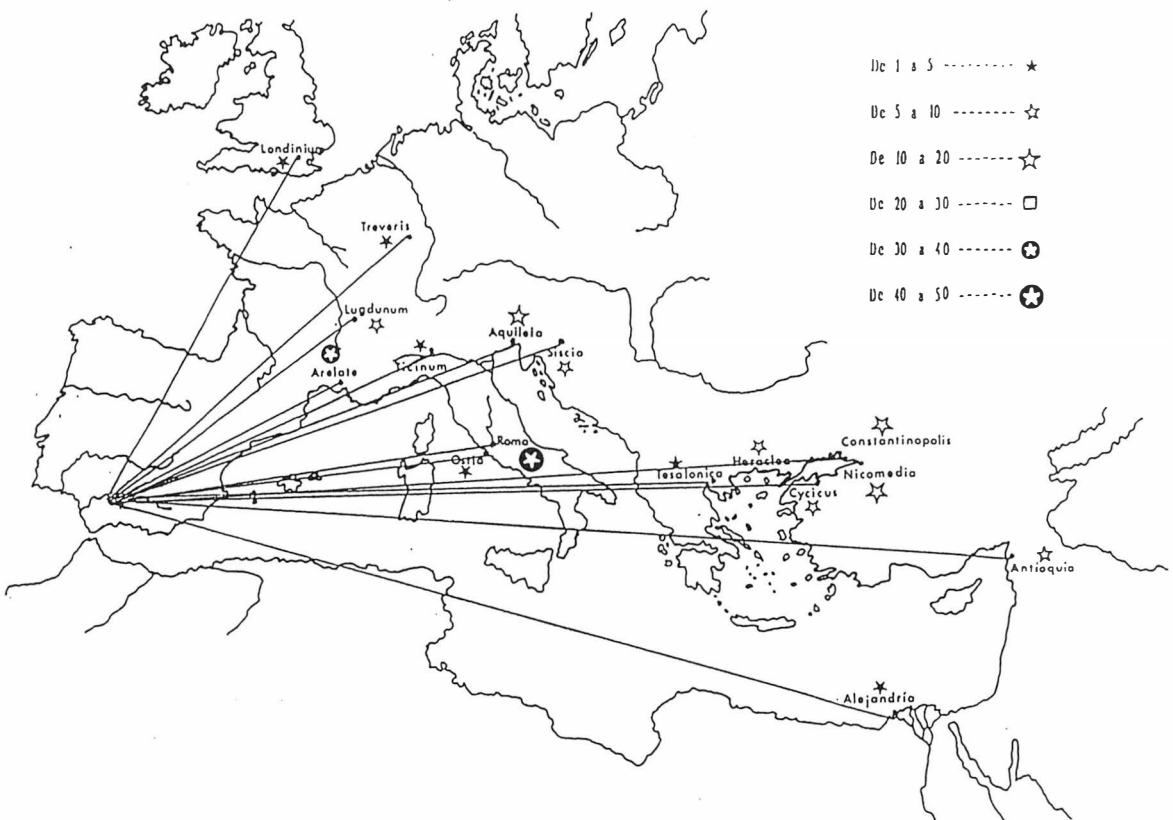 De 1 a 5
De 5 a 10
De 10 a 20
De 20 a 30
De 30 a 40
De 40 a 50
Londinium
Treveris
Lugdunum
Aquileia
Siscia
Ticinum
Arelate
Roma
Ostia
Constantinopolis
Heraclea
Tesalonica
Nicomedia
Cycicus
Antioquia
Alejandría